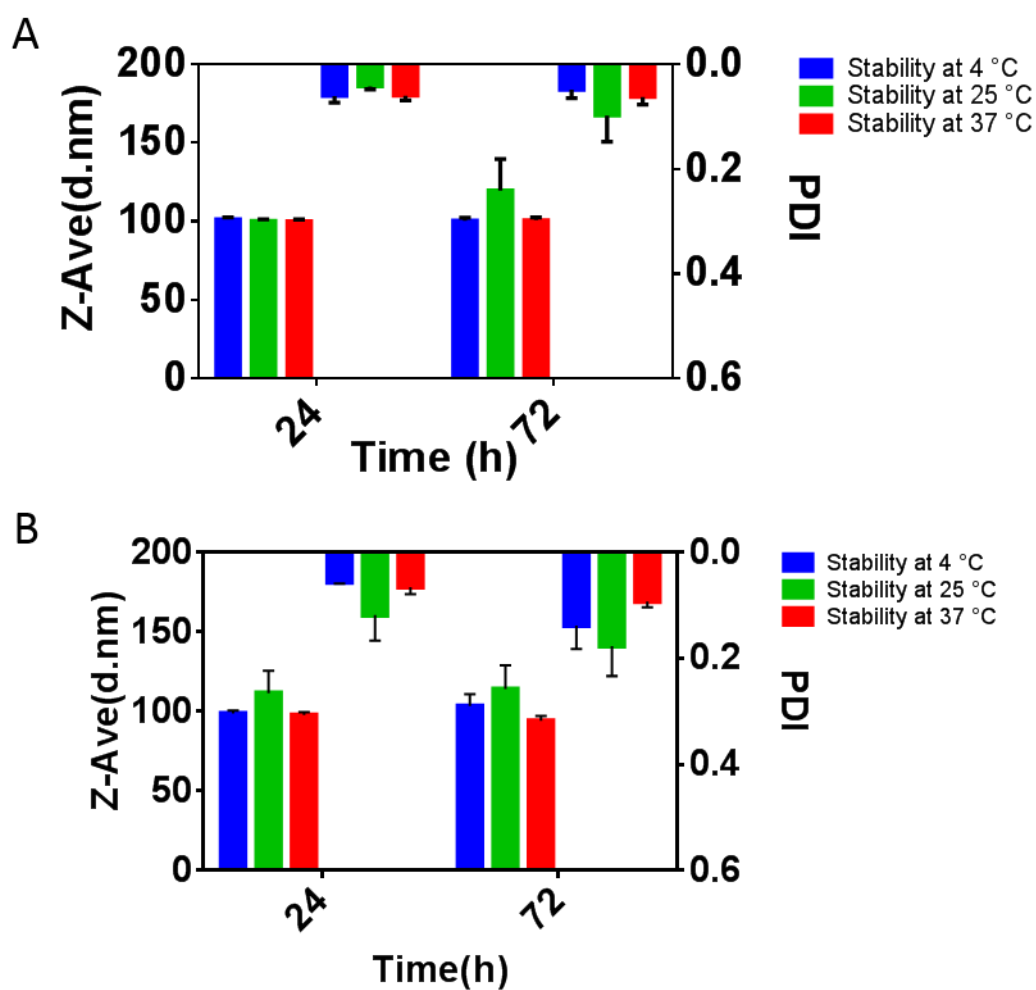 A
200
150
100
50
0
Z-Ave(d.nm)
0.0
0.2
0.4
0.6
PDI
Stability at 4 °C
Stability at 25 °C
Stability at 37 °C
24
72
Time (h)
B
200
150
100
50
0
Z-Ave(d.nm)
0.0
0.2
0.4
0.6
PDI
Stability at 4 °C
Stability at 25 °C
Stability at 37 °C
24
72
Time(h)